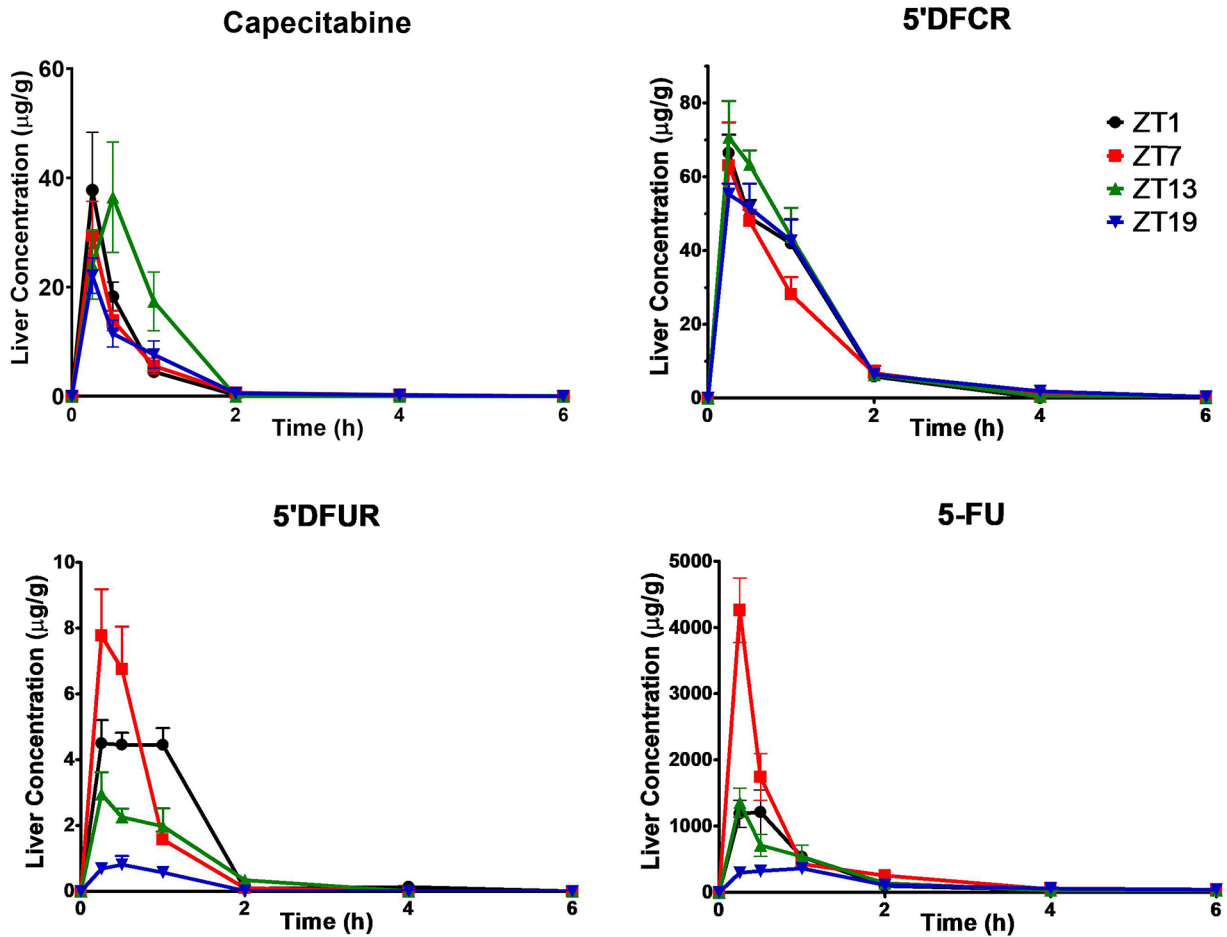 Capecitabine
Liver Concentration (µg/g)
60
40
20
0
0 2 4 6
Time (h)
5'DFCR
Liver Concentration (µg/g)
80
60
40
20
0
0 2 4 6
Time (h)
ZT1
ZT7
ZT13
ZT19
5'DFUR
Liver Concentration (µg/g)
10
8
6
4
2
0
0 2 4 6
Time (h)
5-FU
Liver Concentration (µg/g)
5000
4000
3000
2000
1000
0
0 2 4 6
Time (h)